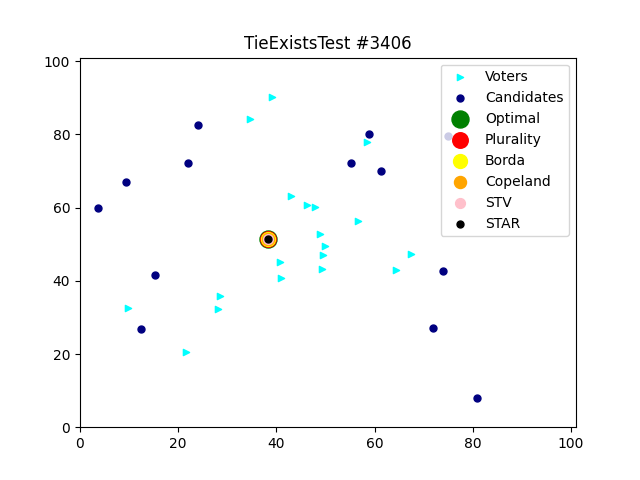 TieExistsTest #3406
100
80
60
40
20
0
0
20
40
60
80
100
Voters
Candidates
Optimal
Plurality
Borda
Copeland
STV
STAR